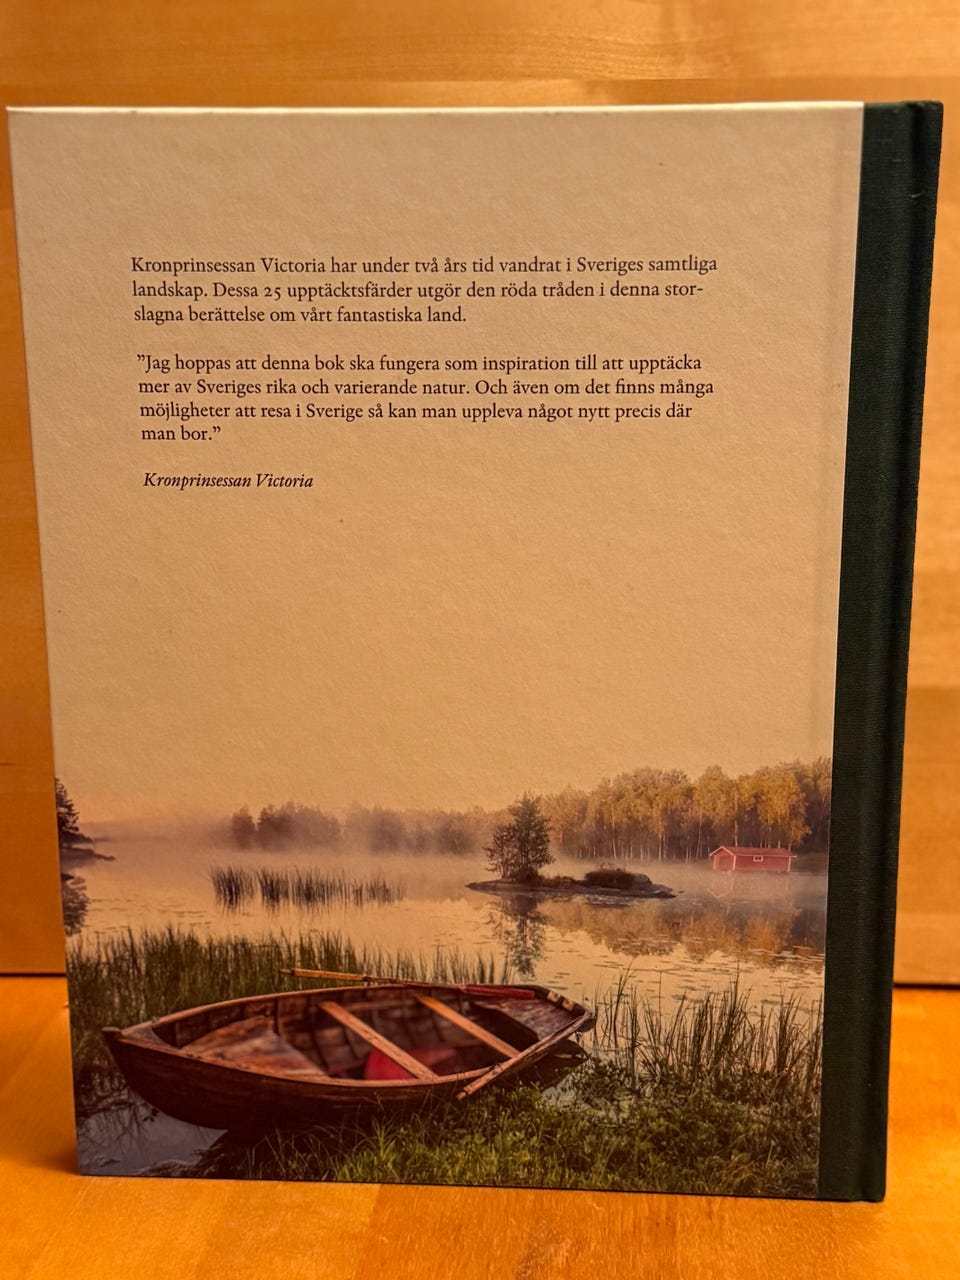 Kronprinsessan Victoria har under två års tid vandrat i Sveriges samtliga
landskap. Dessa 25 upptäcktsfärder utgör den röda tråden i denna stor-
slagna berättelse om vårt fantastiska land.
”Jag hoppas att denna bok ska fungera som inspiration till att upptäcka
mer av Sveriges rika och varierande natur. Och även om det finns många
möjligheter att resa i Sverige så kan man uppleva något nytt precis där
man bor.”
Kronprinsessan Victoria